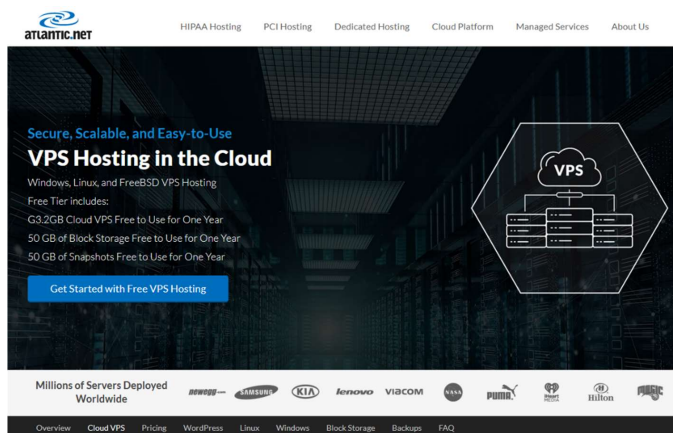 ATLANTIC.NET
HIPAA Hosting PCI Hosting Dedicated Hosting Cloud Platform Managed Services About Us
Secure, Scalable, and Easy-to-Use
VPS Hosting in the Cloud
Windows, Linux, and FreeBSD VPS Hosting
Free Tier includes:
G3.2GB Cloud VPS Free to Use for One Year
50 GB of Block Storage Free to Use for One Year
50 GB of Snapshots Free to Use for One Year
Get Started with Free VPS Hosting
VPS
Millions of Servers Deployed
Worldwide
newegg SAMSUNG KIA lenovo VIACOM NASA PUMA iHeart MEDIA Hilton MAGIC
Overview Cloud VPS Pricing WordPress Linux Windows Block Storage Backups FAQ